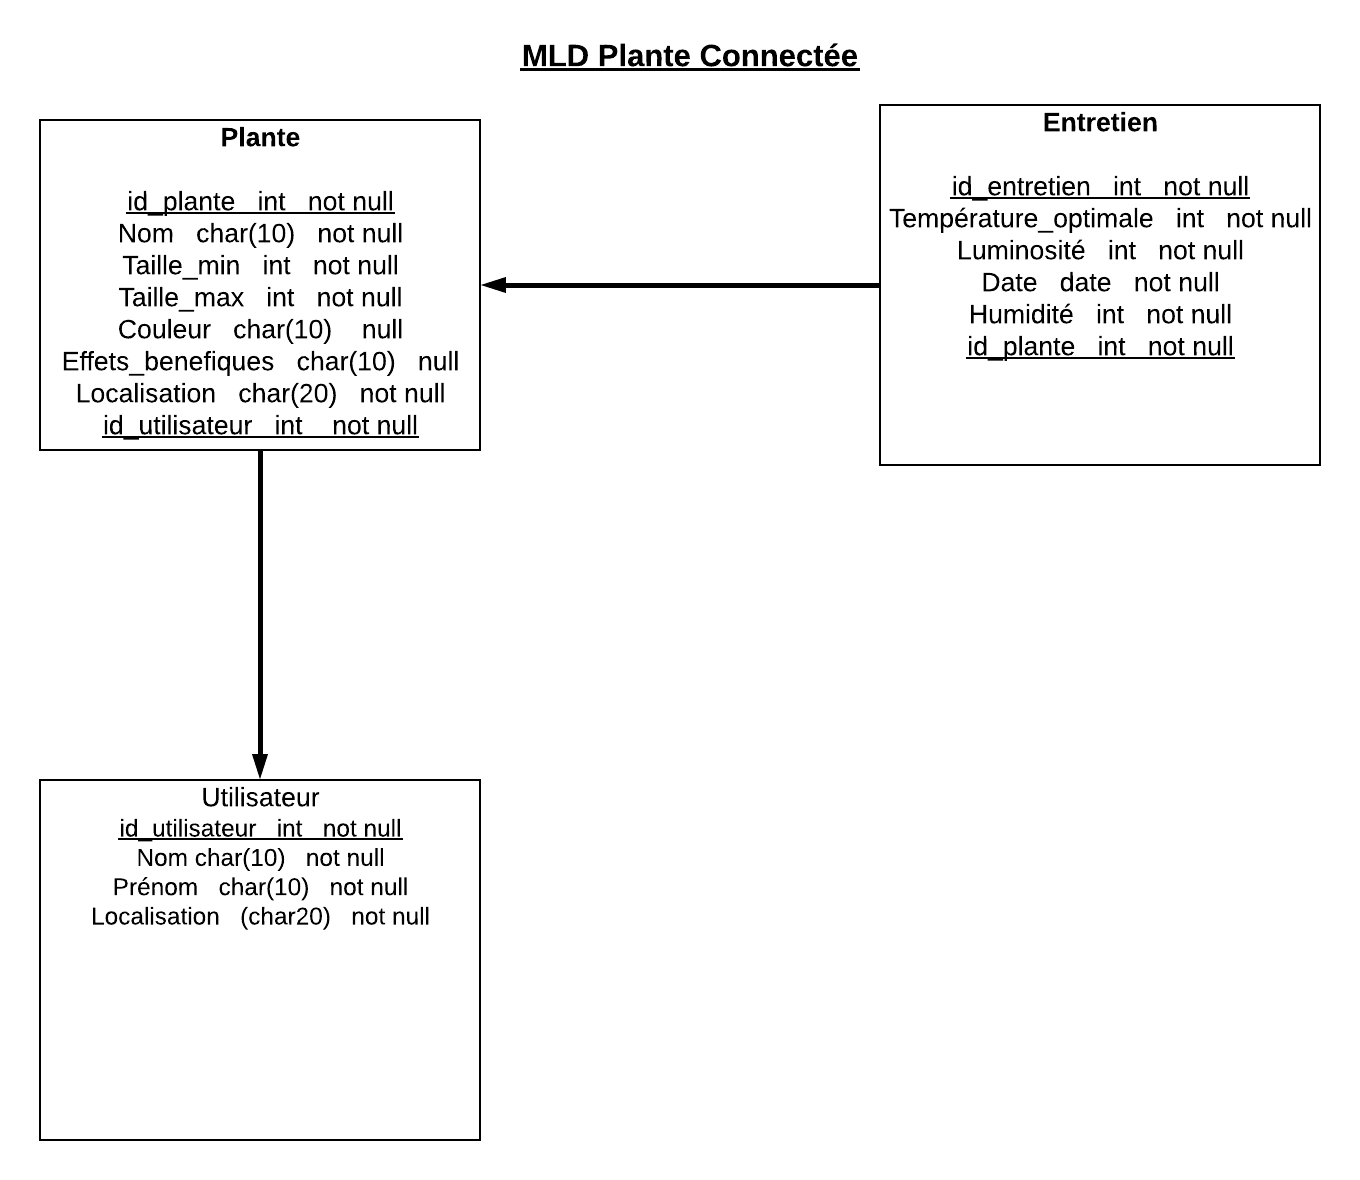 MLD Plante Connectée
Plante
id_plante int not null
Nom char(10) not null
Taille_min int not null
Taille_max int not null
Couleur char(10) null
Effets_benefiques char(10) null
Localisation char(20) not null
id_utilisateur int not null
Entretien
id_entretien int not null
Température_optimale int not null
Luminosité int not null
Date date not null
Humidité int not null
id_plante int not null
Utilisateur
id_utilisateur int not null
Nom char(10) not null
Prénom char(10) not null
Localisation (char20) not null